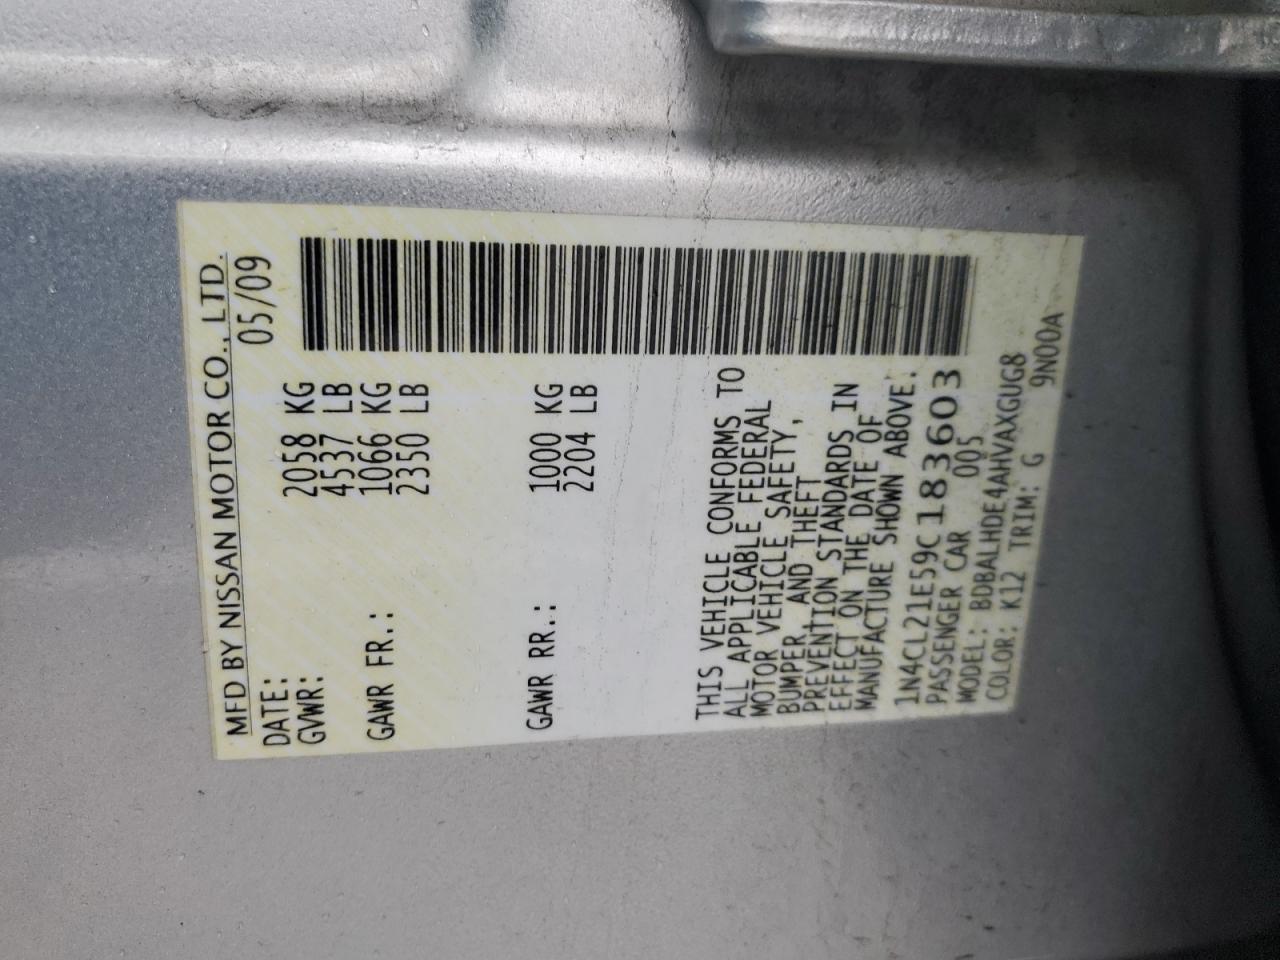 MFD BY NISSAN MOTOR CO., LTD.
DATE: 05/09
GVWR: 2058 KG
4537 LB
GAWR FR.: 1066 KG
2350 LB
GAWR RR.: 1000 KG
2204 LB
THIS VEHICLE CONFORMS TO
ALL APPLICABLE FEDERAL
MOTOR VEHICLE SAFETY,
BUMPER, AND THEFT
PREVENTION STANDARDS IN
EFFECT ON THE DATE OF
MANUFACTURE SHOWN ABOVE.
1N4CL21E59C183603
PASSENGER CAR 005
MODEL: BDBALHDE4AHVAXGUG8
COLOR: K12 TRIM: G 9N00A